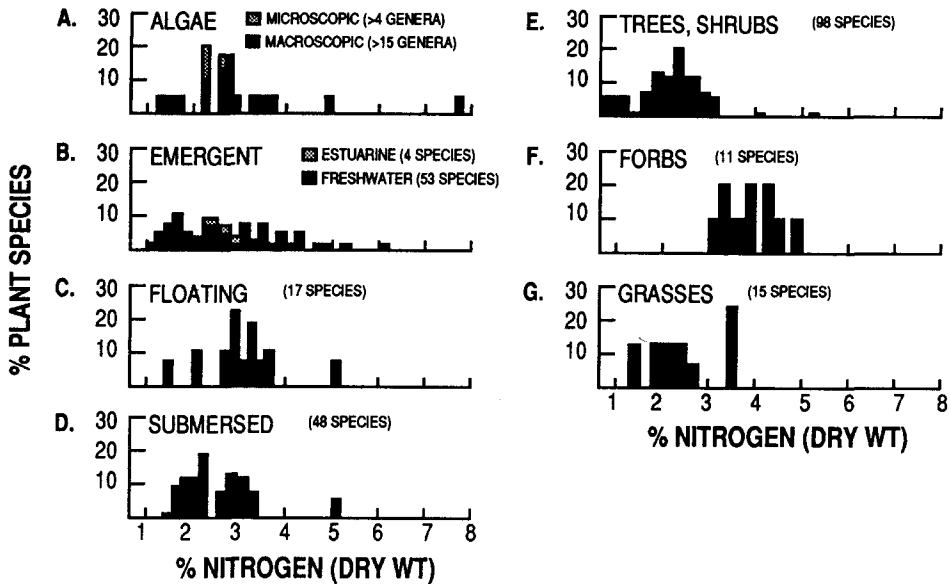 A. 30 ALGAE
MICROSCOPIC (>4 GENERA)
MACROSCOPIC (>15 GENERA)
20
10
B. 30 EMERGENT
ESTUARINE (4 SPECIES)
FRESHWATER (53 SPECIES)
20
10
C. 30 FLOATING (17 SPECIES)
20
10
D. 30 SUBMERSED (48 SPECIES)
20
10
1 2 3 4 5 6 7 8
% NITROGEN (DRY WT)
% PLANT SPECIES
E. 30 TREES, SHRUBS (98 SPECIES)
20
10
F. 30 FORBS (11 SPECIES)
20
10
G. 30 GRASSES (15 SPECIES)
20
10
1 2 3 4 5 6 7 8
% NITROGEN (DRY WT)